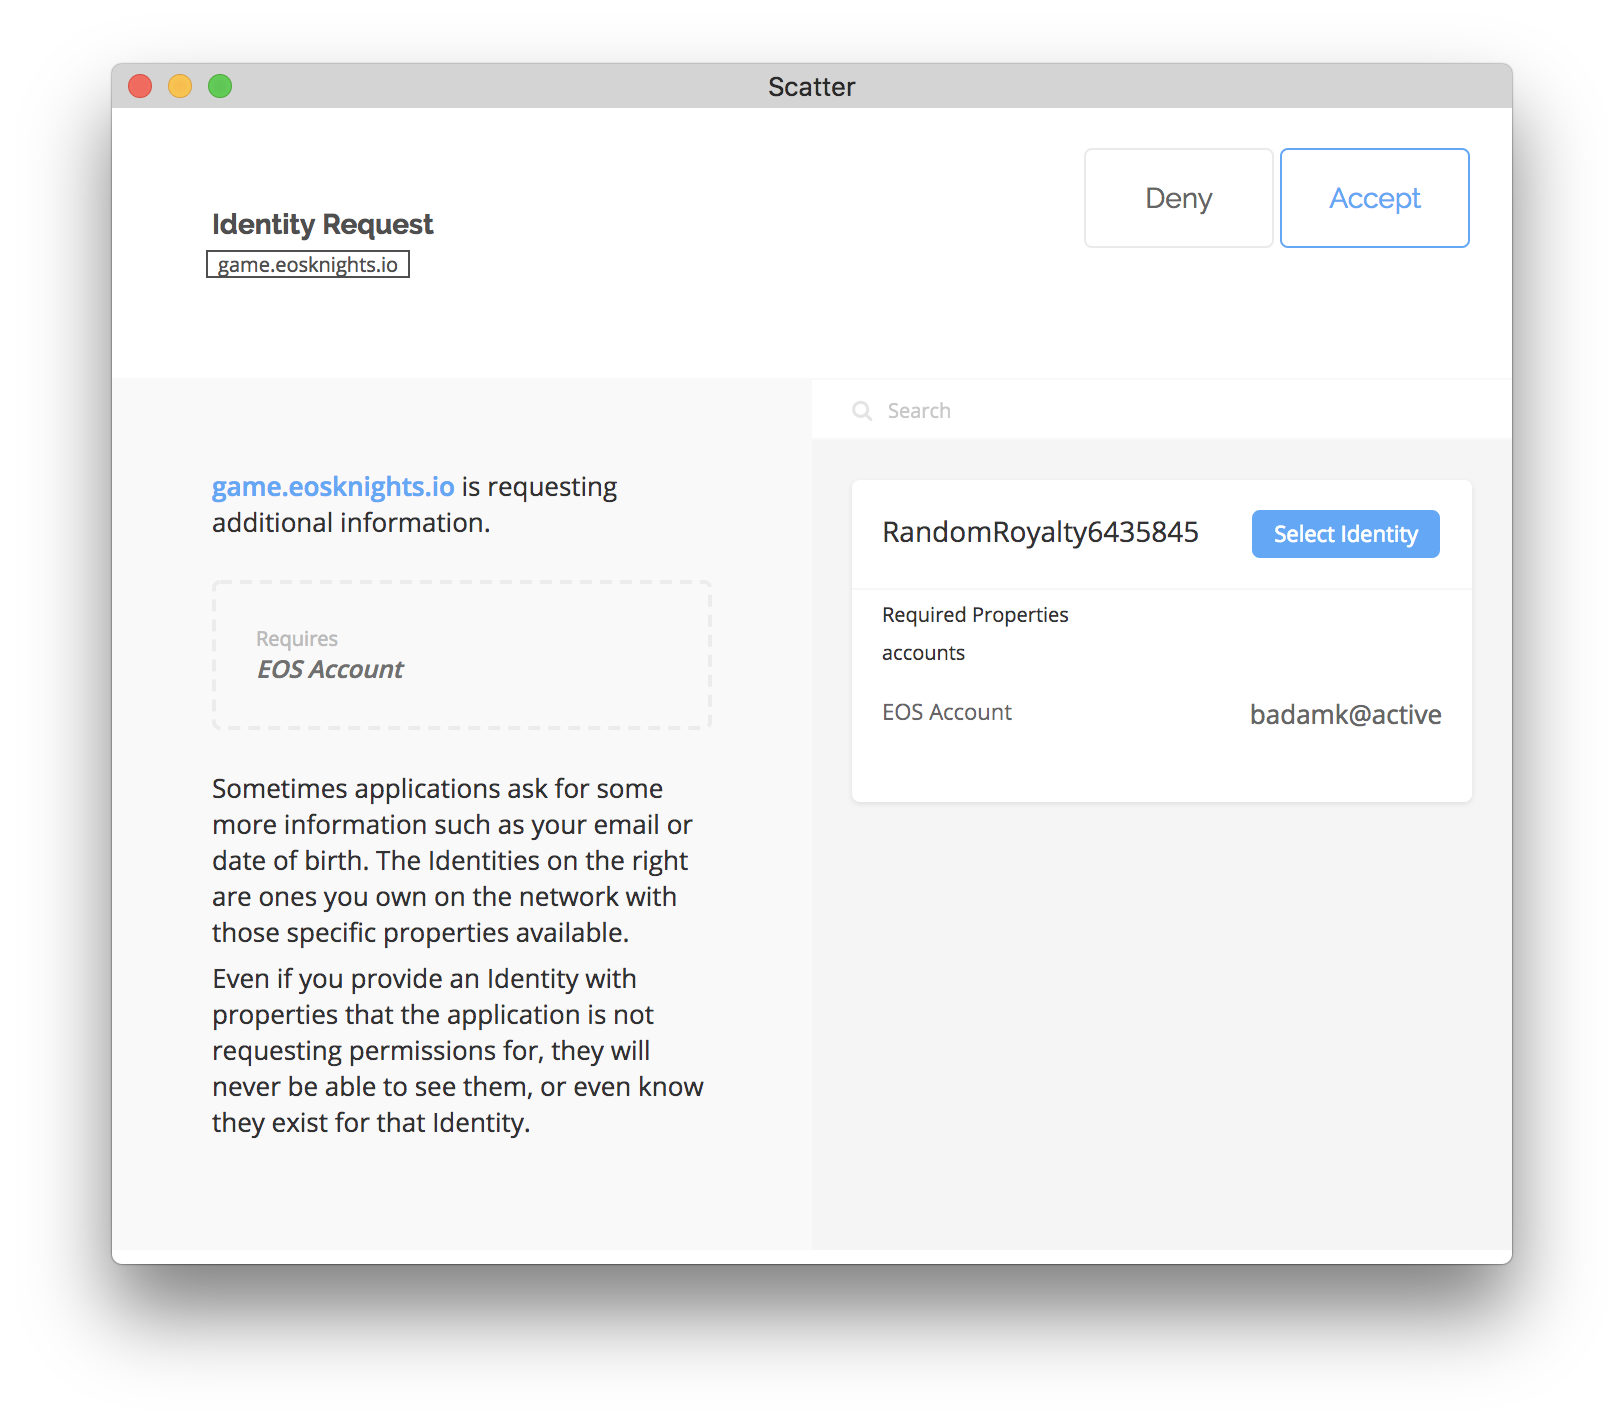 Scatter
Deny
Accept
Identity Request
game.eosknights.io
Search
game.eosknights.io is requesting
additional information.
Requires
EOS Account
Sometimes applications ask for some
more information such as your email or
date of birth. The Identities on the right
are ones you own on the network with
those specific properties available.
Even if you provide an Identity with
properties that the application is not
requesting permissions for, they will
never be able to see them, or even know
they exist for that Identity.
RandomRoyalty6435845
Select Identity
Required Properties
accounts
EOS Account
badamk@active